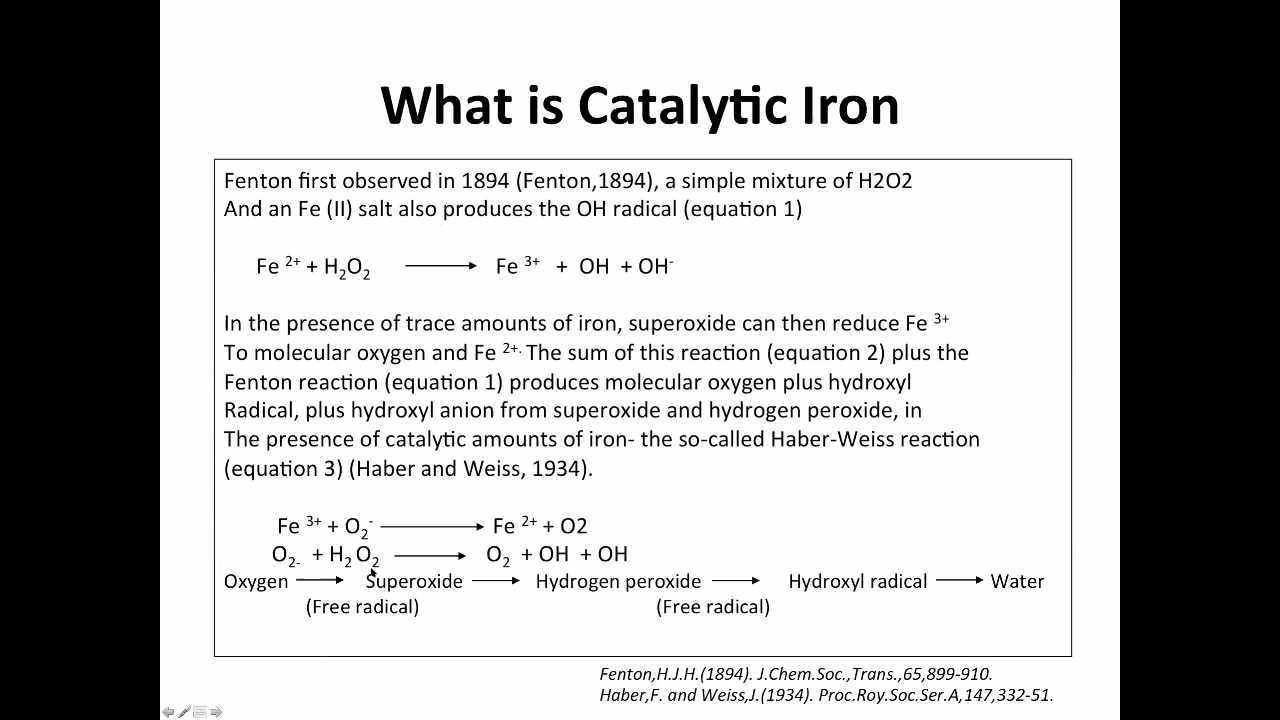 What is Catalytic Iron
Fenton first observed in 1894 (Fenton,1894), a simple mixture of H2O2
And an Fe (II) salt also produces the OH radical (equation 1)
Fe ²⁺ + H₂O₂ ⟶ Fe ³⁺ + OH + OH⁻
In the presence of trace amounts of iron, superoxide can then reduce Fe ³⁺
To molecular oxygen and Fe ²⁺· The sum of this reaction (equation 2) plus the
Fenton reaction (equation 1) produces molecular oxygen plus hydroxyl
Radical, plus hydroxyl anion from superoxide and hydrogen peroxide, in
The presence of catalytic amounts of iron- the so-called Haber-Weiss reaction
(equation 3) (Haber and Weiss, 1934).
Fe ³⁺ + O₂⁻ ⟶ Fe ²⁺ + O2
O₂₋ + H₂ O₂ ⟶ O₂ + OH + OH
Oxygen ⟶ Superoxide ⟶ Hydrogen peroxide ⟶ Hydroxyl radical ⟶ Water
(Free radical) (Free radical)
Fenton,H.J.H.(1894). J.Chem.Soc.,Trans.,65,899-910.
Haber,F. and Weiss,J.(1934). Proc.Roy.Soc.Ser.A,147,332-51.